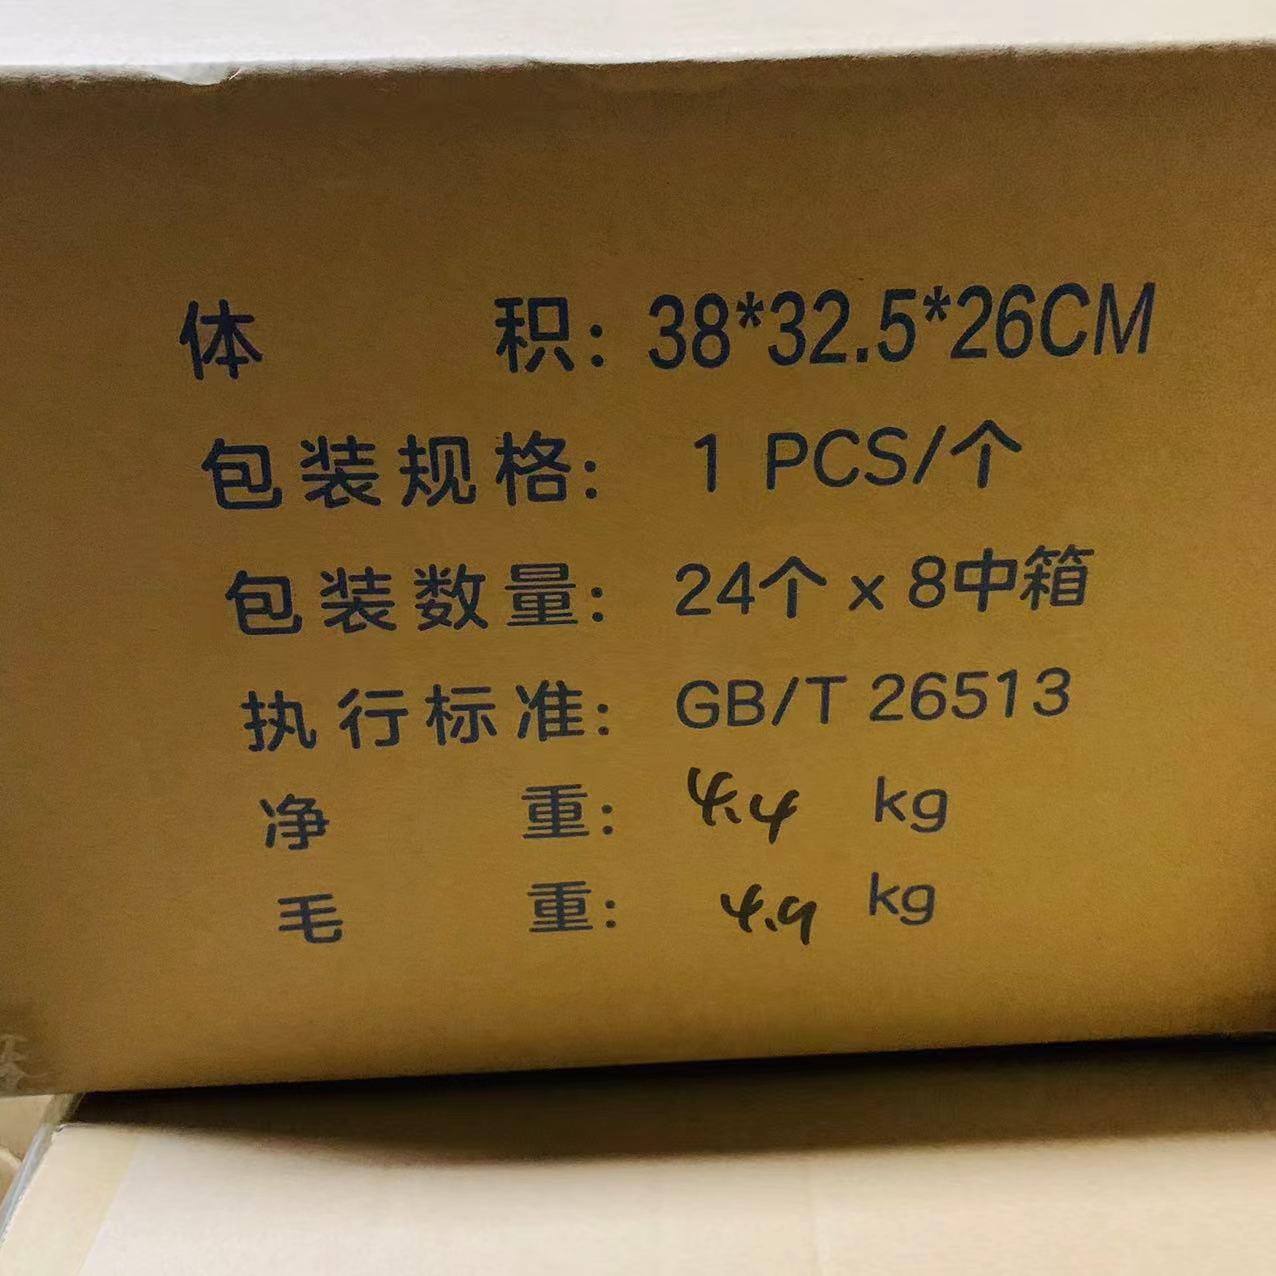 体积：38*32.5*26CM
包装规格：1 PCS/个
包装数量：24个 x 8中箱
执行标准：GB/T 26513
净重：4.4 kg
毛重：4.9 kg